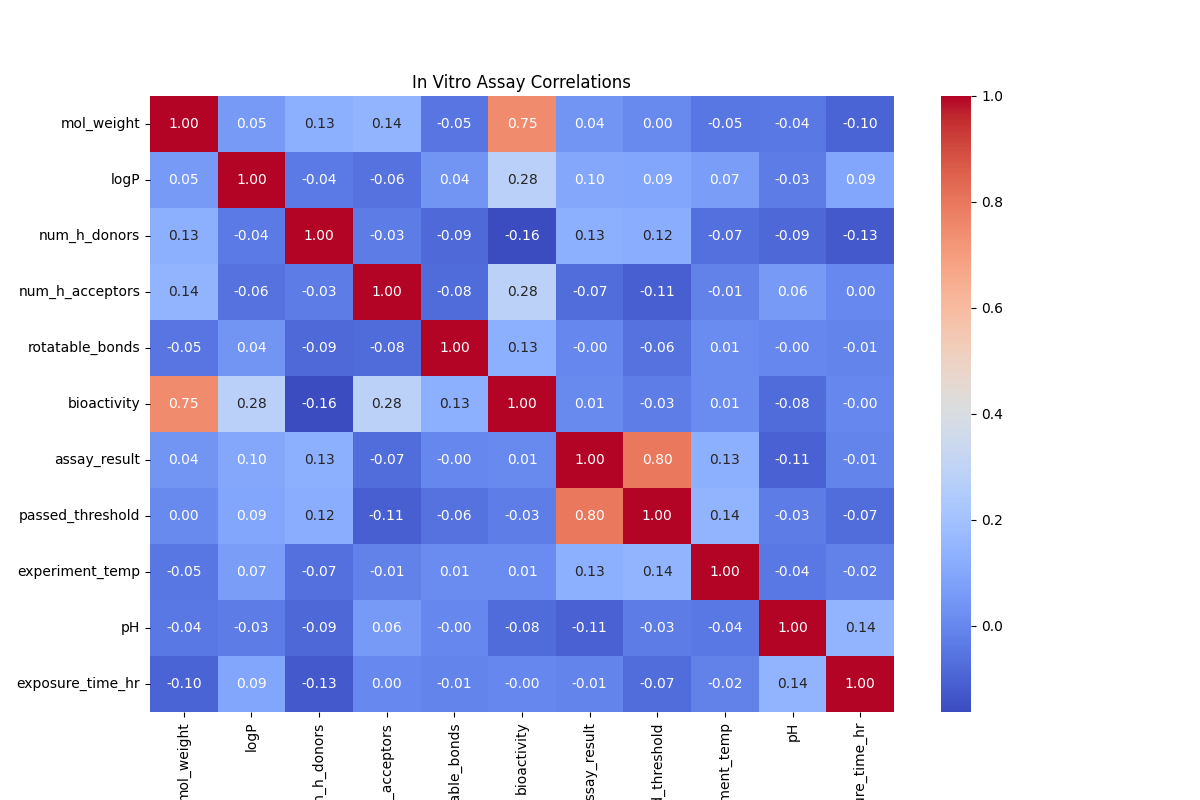 In Vitro Assay Correlations
mol_weight 1.00 0.05 0.13 0.14 -0.05 0.75 0.04 0.00 -0.05 -0.04 -0.10
logP 0.05 1.00 -0.04 -0.06 0.04 0.28 0.10 0.09 0.07 -0.03 0.09
num_h_donors 0.13 -0.04 1.00 -0.03 -0.09 -0.16 0.13 0.12 -0.07 -0.09 -0.13
num_h_acceptors 0.14 -0.06 -0.03 1.00 -0.08 0.28 -0.07 -0.11 -0.01 0.06 0.00
rotatable_bonds -0.05 0.04 -0.09 -0.08 1.00 0.13 -0.00 -0.06 0.01 -0.00 -0.01
bioactivity 0.75 0.28 -0.16 0.28 0.13 1.00 0.01 -0.03 0.01 -0.08 -0.00
assay_result 0.04 0.10 0.13 -0.07 -0.00 0.01 1.00 0.80 0.13 -0.11 -0.01
passed_threshold 0.00 0.09 0.12 -0.11 -0.06 -0.03 0.80 1.00 0.14 -0.03 -0.07
experiment_temp -0.05 0.07 -0.07 -0.01 0.01 0.01 0.13 0.14 1.00 -0.04 -0.02
pH -0.04 -0.03 -0.09 0.06 -0.00 -0.08 -0.11 -0.03 -0.04 1.00 0.14
exposure_time_hr -0.10 0.09 -0.13 0.00 -0.01 -0.00 -0.01 -0.07 -0.02 0.14 1.00
mol_weight
logP
h_donors
_acceptors
able_bonds
bioactivity
assay_result
d_threshold
ment_temp
pH
ure_time_hr
1.0
0.8
0.6
0.4
0.2
0.0